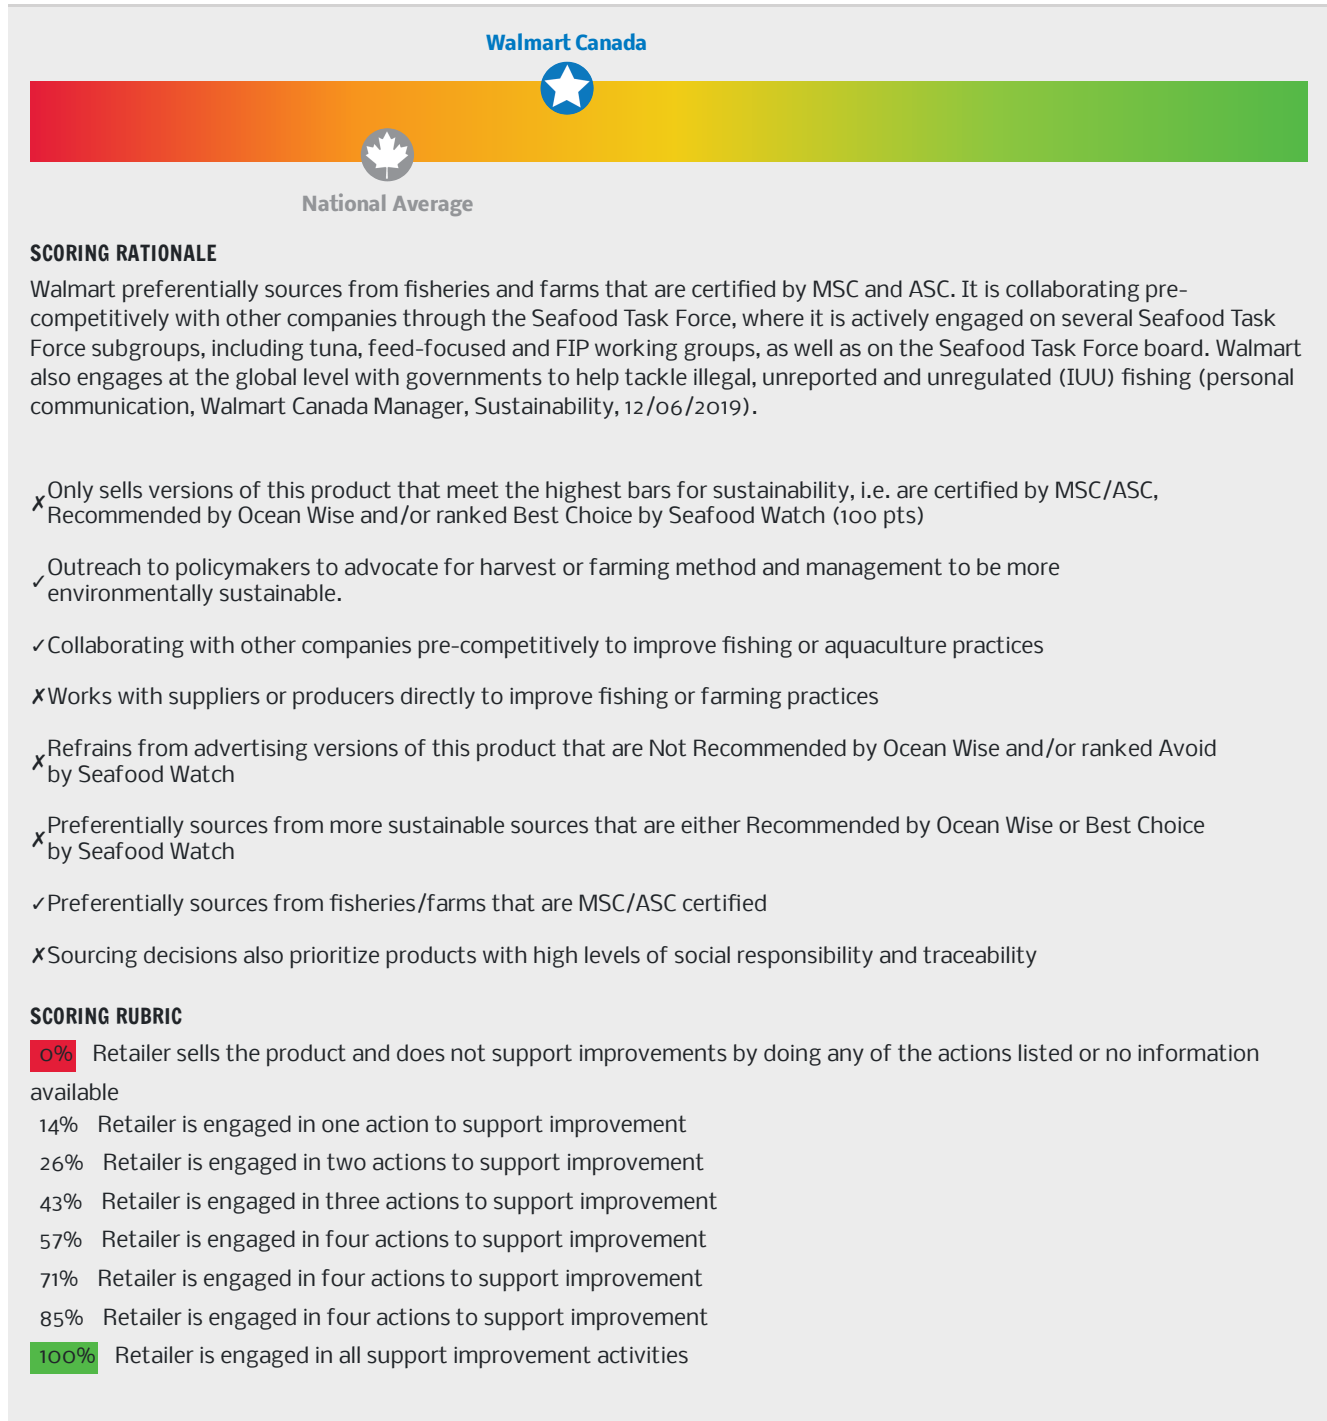 Walmart Canada
National Average
SCORING RATIONALE
Walmart preferentially sources from fisheries and farms that are certified by MSC and ASC. It is collaborating pre-
competitively with other companies through the Seafood Task Force, where it is actively engaged on several Seafood Task
Force subgroups, including tuna, feed-focused and FIP working groups, as well as on the Seafood Task Force board. Walmart
also engages at the global level with governments to help tackle illegal, unreported and unregulated (IUU) fishing (personal
communication, Walmart Canada Manager, Sustainability, 12/06/2019).
✗ Only sells versions of this product that meet the highest bars for sustainability, i.e. are certified by MSC/ASC,
Recommended by Ocean Wise and/or ranked Best Choice by Seafood Watch (100 pts)
✓ Outreach to policymakers to advocate for harvest or farming method and management to be more
environmentally sustainable.
✓ Collaborating with other companies pre-competitively to improve fishing or aquaculture practices
✗ Works with suppliers or producers directly to improve fishing or farming practices
✗ Refrains from advertising versions of this product that are Not Recommended by Ocean Wise and/or ranked Avoid
by Seafood Watch
✗ Preferentially sources from more sustainable sources that are either Recommended by Ocean Wise or Best Choice
by Seafood Watch
✓ Preferentially sources from fisheries/farms that are MSC/ASC certified
✗ Sourcing decisions also prioritize products with high levels of social responsibility and traceability
SCORING RUBRIC
0% Retailer sells the product and does not support improvements by doing any of the actions listed or no information
available
14% Retailer is engaged in one action to support improvement
26% Retailer is engaged in two actions to support improvement
43% Retailer is engaged in three actions to support improvement
57% Retailer is engaged in four actions to support improvement
71% Retailer is engaged in four actions to support improvement
85% Retailer is engaged in four actions to support improvement
100% Retailer is engaged in all support improvement activities